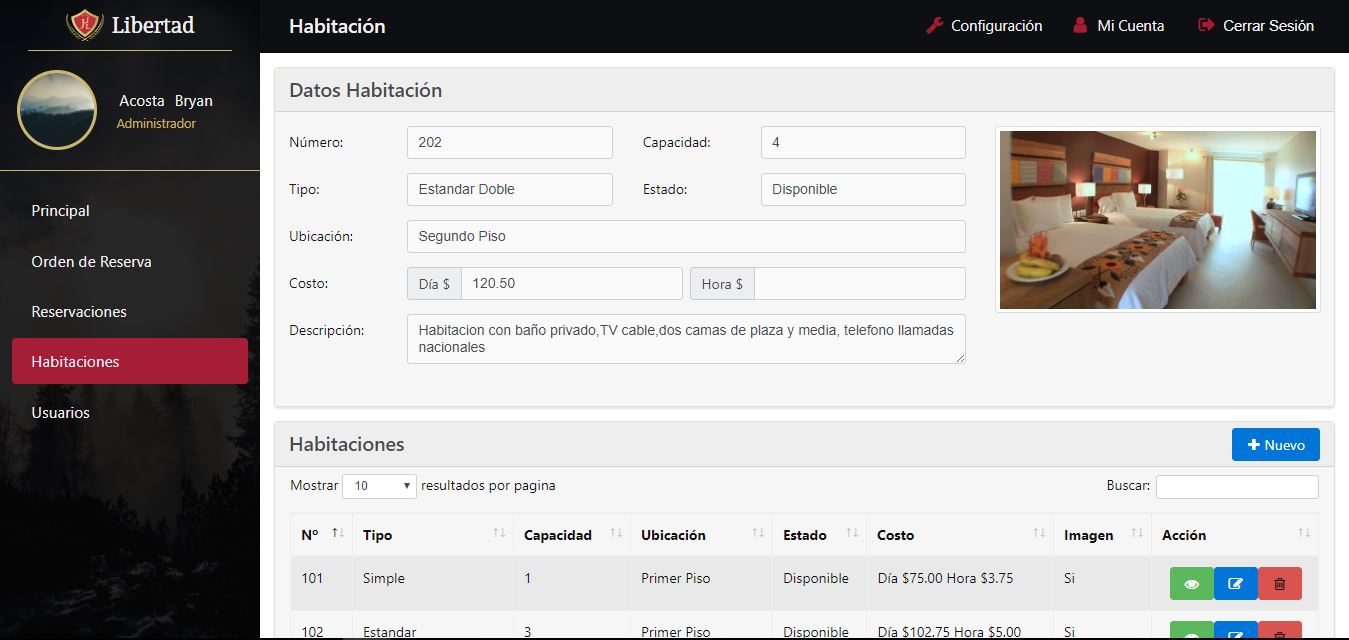 Libertad
Habitación
Configuración
Mi Cuenta
Cerrar Sesión
Acosta Bryan
Administrador
Principal
Orden de Reserva
Reservaciones
Habitaciones
Usuarios
Datos Habitación
Número: 202 Capacidad: 4
Tipo: Estandar Doble Estado: Disponible
Ubicación: Segundo Piso
Costo: Día $ 120.50 Hora $
Descripción: Habitacion con baño privado,TV cable,dos camas de plaza y media, telefono llamadas
nacionales
Habitaciones
Nuevo
Mostrar 10 resultados por pagina Buscar:
Nº Tipo Capacidad Ubicación Estado Costo Imagen Acción
101 Simple 1 Primer Piso Disponible Día $75.00 Hora $3.75 Si
102 Estandar 3 Primer Piso Disponible Día $102.75 Hora $5.00 Si